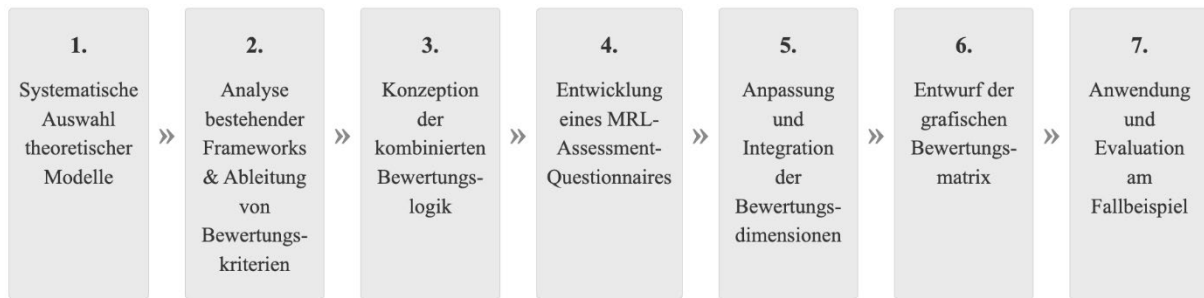 1.
Systematische
Auswahl
theoretischer
Modelle
»
2.
Analyse
bestehender
Frameworks
& Ableitung
von
Bewertungs-
kriterien
»
3.
Konzeption
der
kombinierten
Bewertungs-
logik
»
4.
Entwicklung
eines MRL-
Assessment-
Questionnaires
»
5.
Anpassung
und
Integration
der
Bewertungs-
dimensionen
»
6.
Entwurf der
grafischen
Bewertungs-
matrix
»
7.
Anwendung
und
Evaluation
am
Fallbeispiel